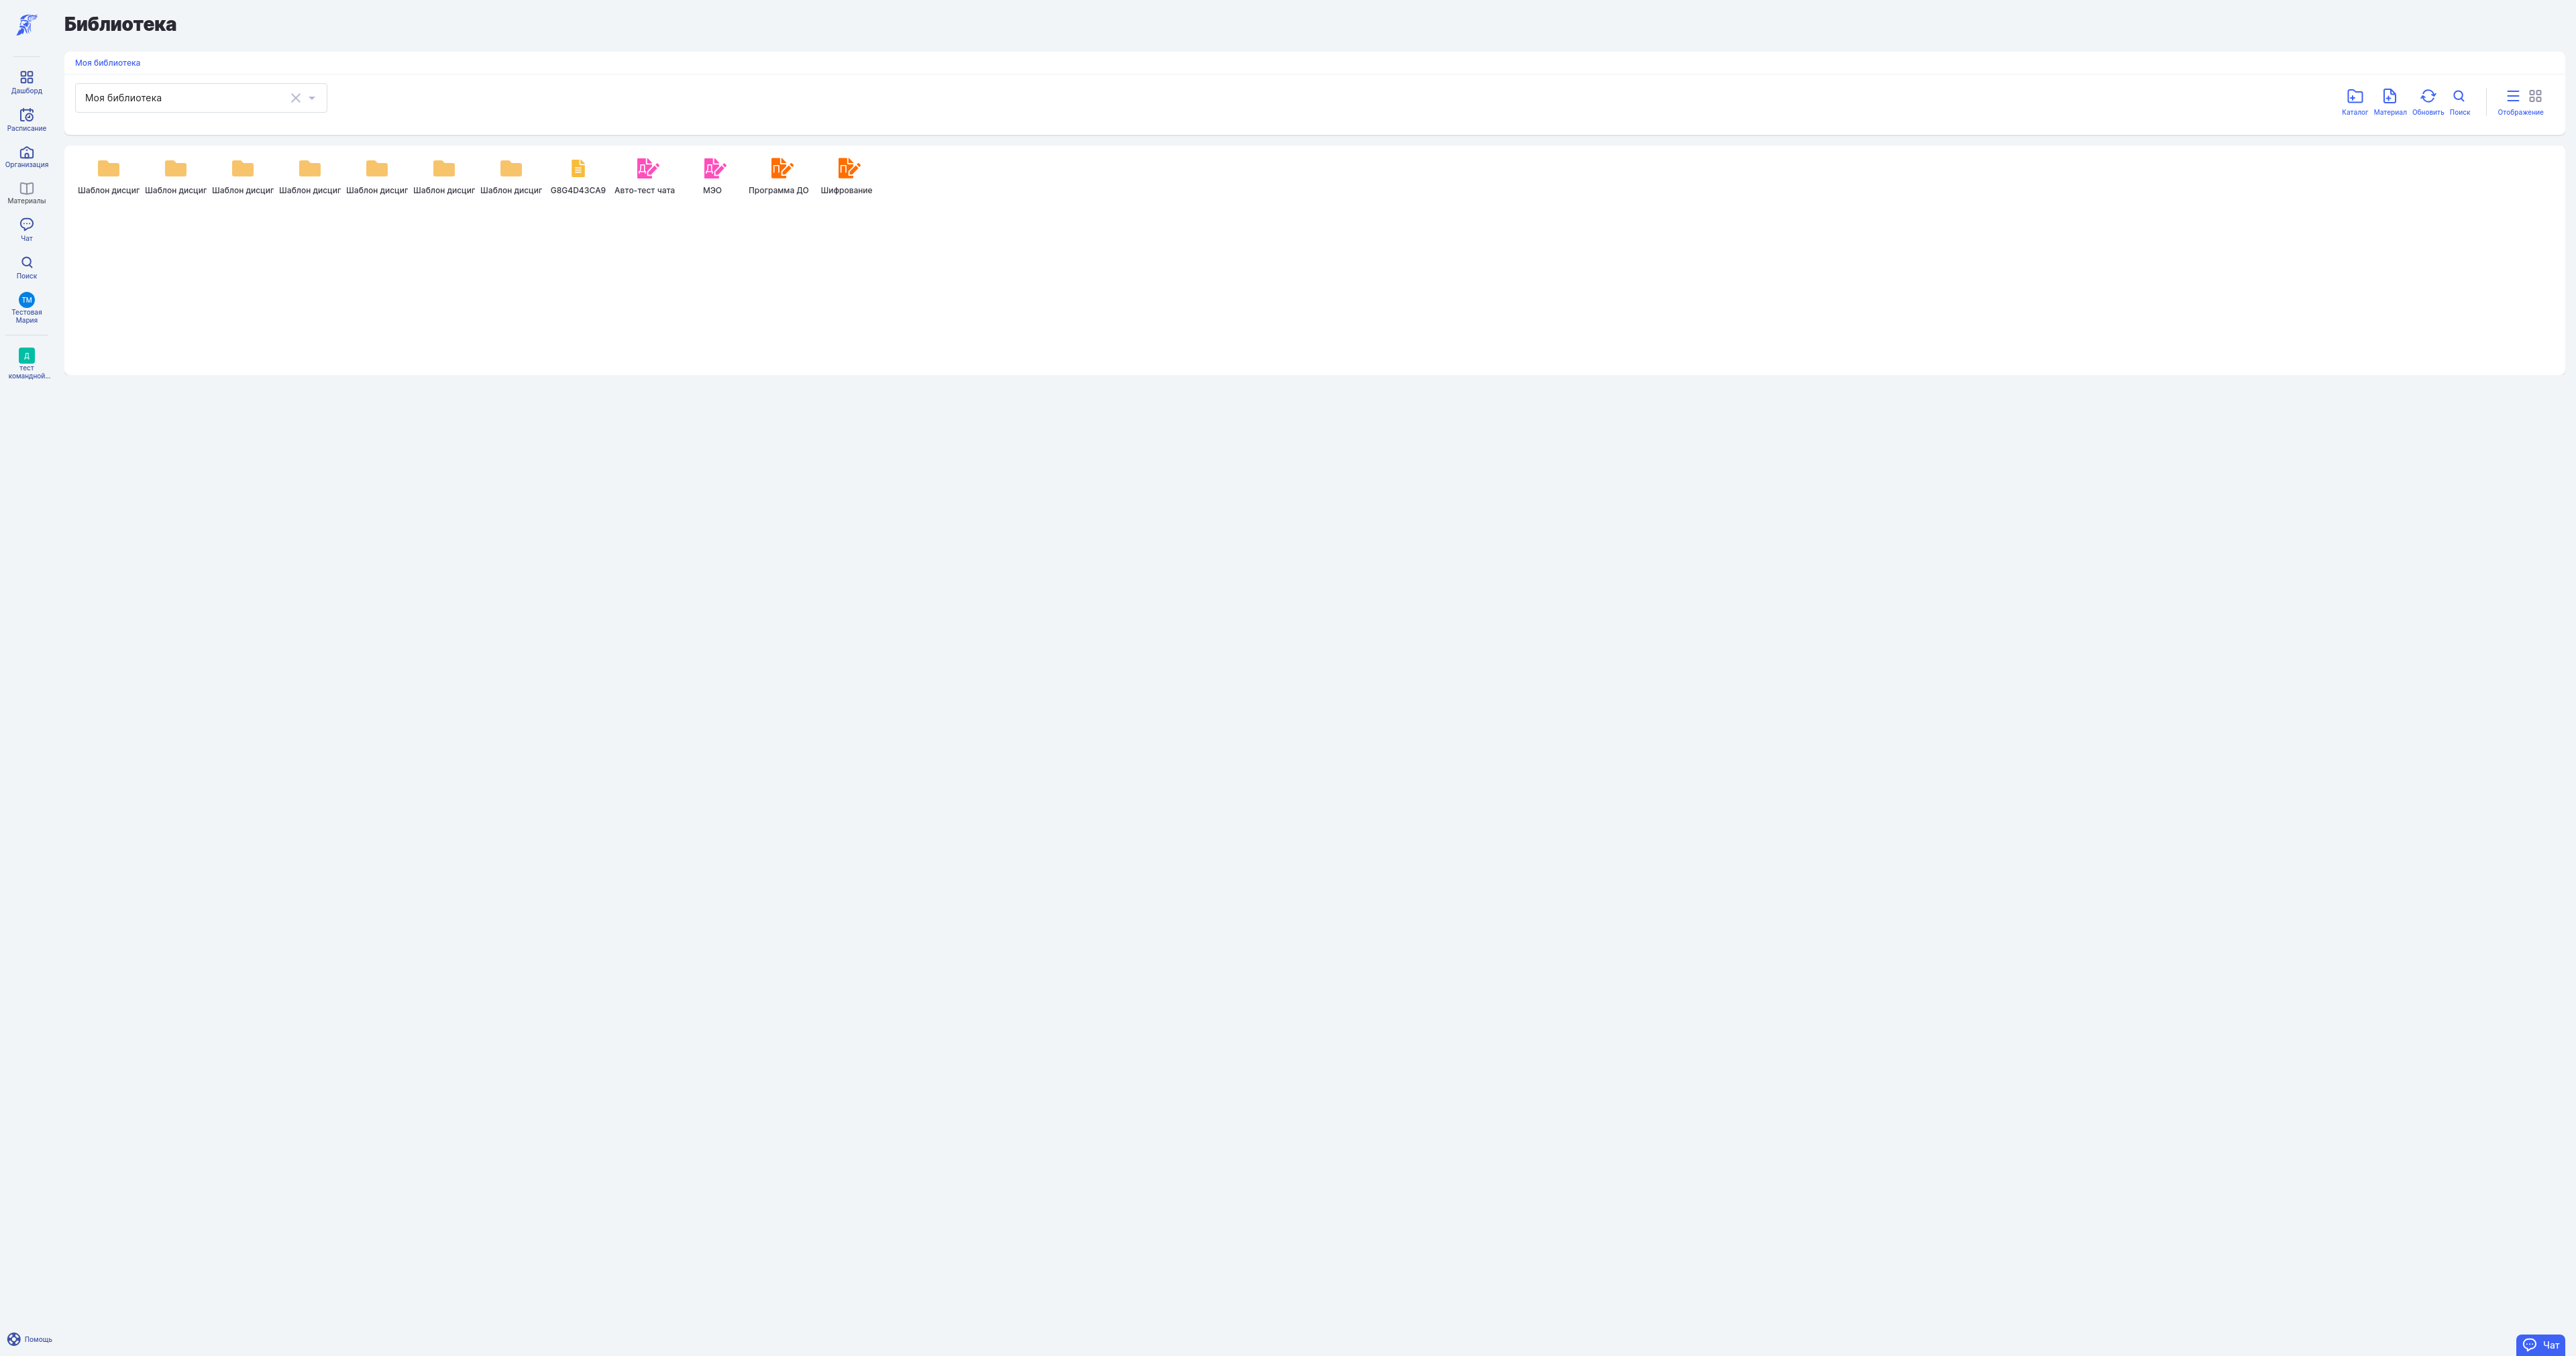 Библиотека
Моя библиотека
Моя библиотека
Каталог
Материал
Обновить
Поиск
Отображение
Дашборд
Расписание
Организация
Материалы
Чат
Поиск
ТМ
Тестовая
Мария
Д
тест
командной...
Шаблон дисциг
Шаблон дисциг
Шаблон дисциг
Шаблон дисциг
Шаблон дисциг
Шаблон дисциг
Шаблон дисциг
G8G4D43CA9
Д
Авто-тест чата
Д
МЭО
П
Программа ДО
П
Шифрование
Помощь
Чат